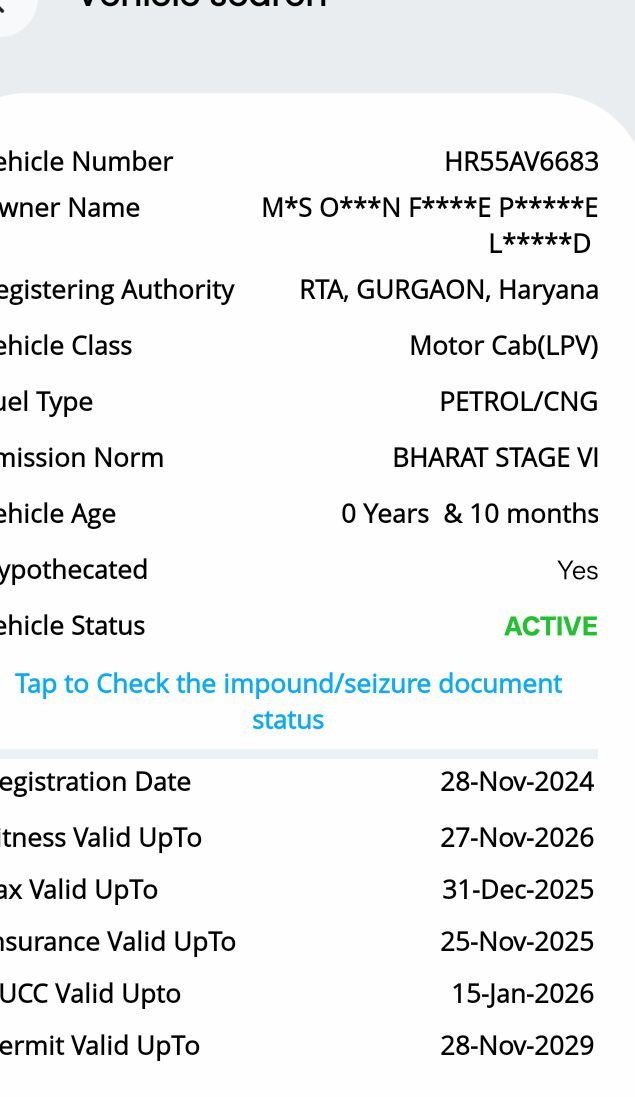 ehicle Number HR55AV6683
wner Name M*S O***N F****E P*****E
L*****D
egistering Authority RTA, GURGAON, Haryana
ehicle Class Motor Cab(LPV)
uel Type PETROL/CNG
mission Norm BHARAT STAGE VI
ehicle Age 0 Years & 10 months
ypothecated Yes
ehicle Status ACTIVE
Tap to Check the impound/seizure document
status
egistration Date 28-Nov-2024
itness Valid UpTo 27-Nov-2026
ax Valid UpTo 31-Dec-2025
nsurance Valid UpTo 25-Nov-2025
UCC Valid Upto 15-Jan-2026
ermit Valid UpTo 28-Nov-2029